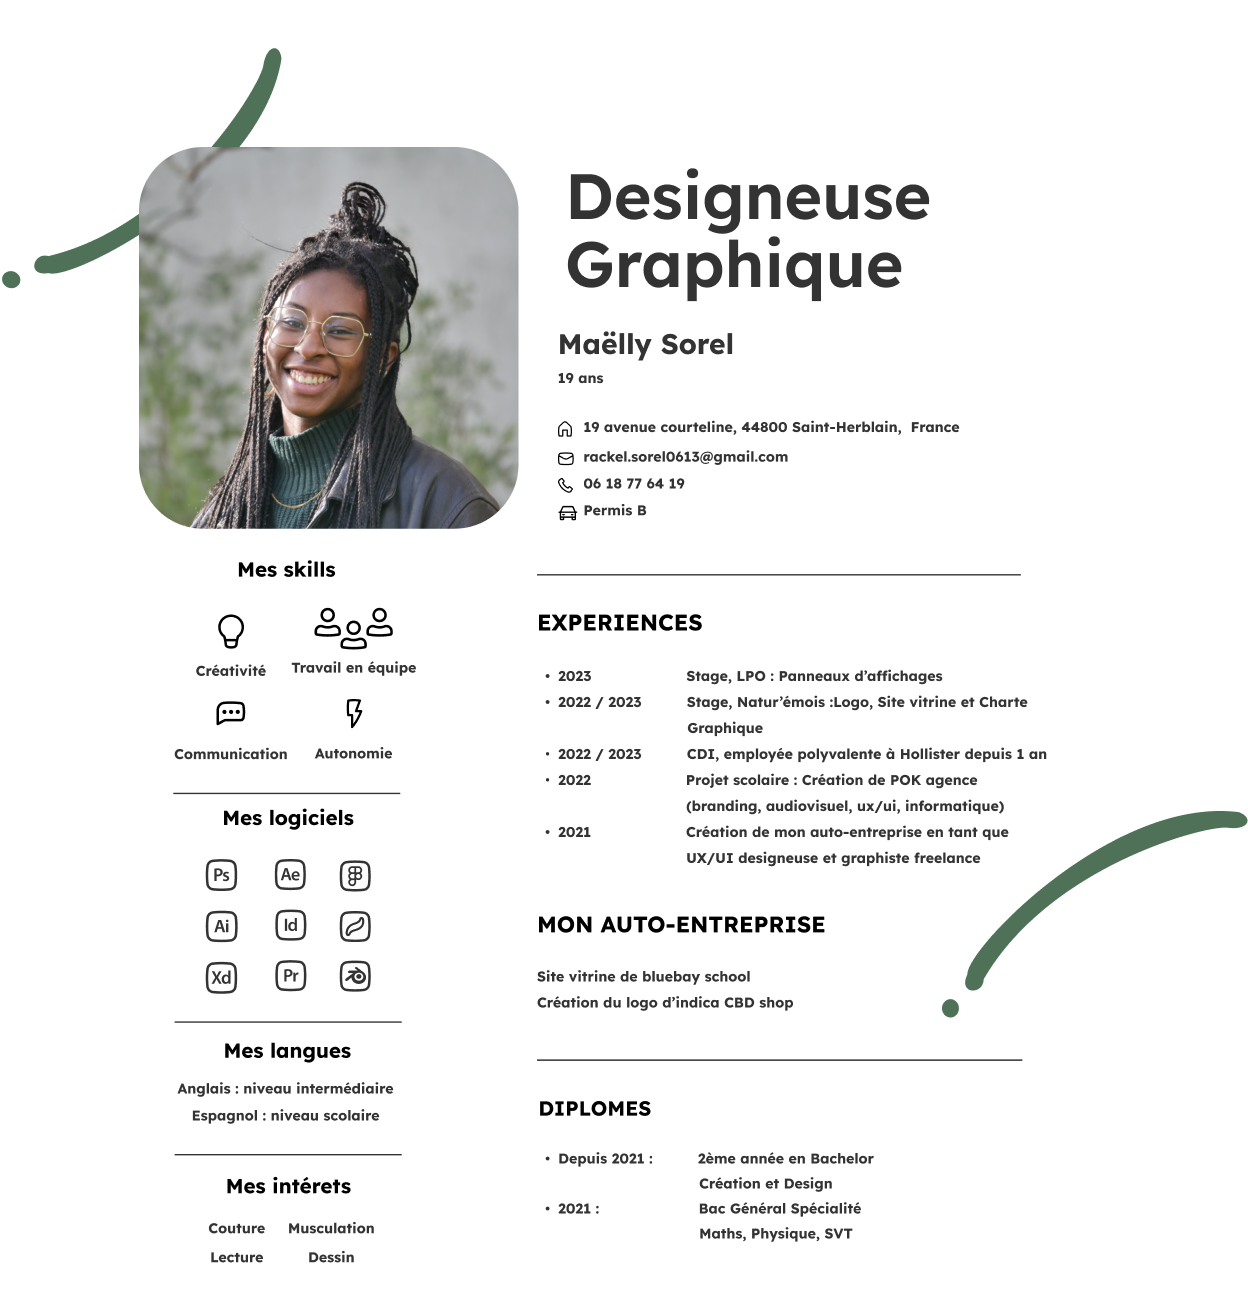 Designeuse
Graphique
Maëlly Sorel
19 ans
19 avenue courteline, 44800 Saint-Herblain,  France
rackel.sorel0613@gmail.com
06 18 77 64 19
Permis B
Mes skills
Créativité
Travail en équipe
Communication
Autonomie
Mes logiciels
Ps Ae
Ai Id
Xd Pr
Mes langues
Anglais : niveau intermédiaire
Espagnol : niveau scolaire
Mes intérets
Couture Musculation
Lecture Dessin
EXPERIENCES
• 2023 Stage, LPO : Panneaux d’affichages
• 2022 / 2023 Stage, Natur’émois :Logo, Site vitrine et Charte
Graphique
• 2022 / 2023 CDI, employée polyvalente à Hollister depuis 1 an
• 2022 Projet scolaire : Création de POK agence
(branding, audiovisuel, ux/ui, informatique)
• 2021 Création de mon auto-entreprise en tant que
UX/UI designeuse et graphiste freelance
MON AUTO-ENTREPRISE
Site vitrine de bluebay school
Création du logo d’indica CBD shop
DIPLOMES
• Depuis 2021 : 2ème année en Bachelor
Création et Design
• 2021 : Bac Général Spécialité
Maths, Physique, SVT